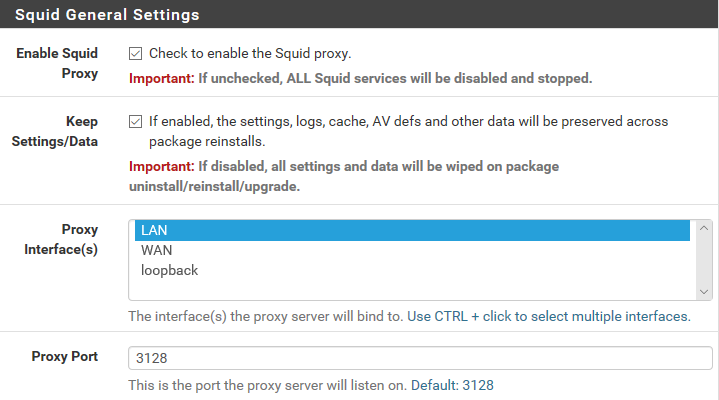 Squid General Settings
Enable Squid Proxy
Check to enable the Squid proxy.
Important: If unchecked, ALL Squid services will be disabled and stopped.
Keep Settings/Data
If enabled, the settings, logs, cache, AV defs and other data will be preserved across
package reinstalls.
Important: If disabled, all settings and data will be wiped on package
uninstall/reinstall/upgrade.
Proxy Interface(s)
LAN
WAN
loopback
The interface(s) the proxy server will bind to. Use CTRL + click to select multiple interfaces.
Proxy Port
3128
This is the port the proxy server will listen on. Default: 3128